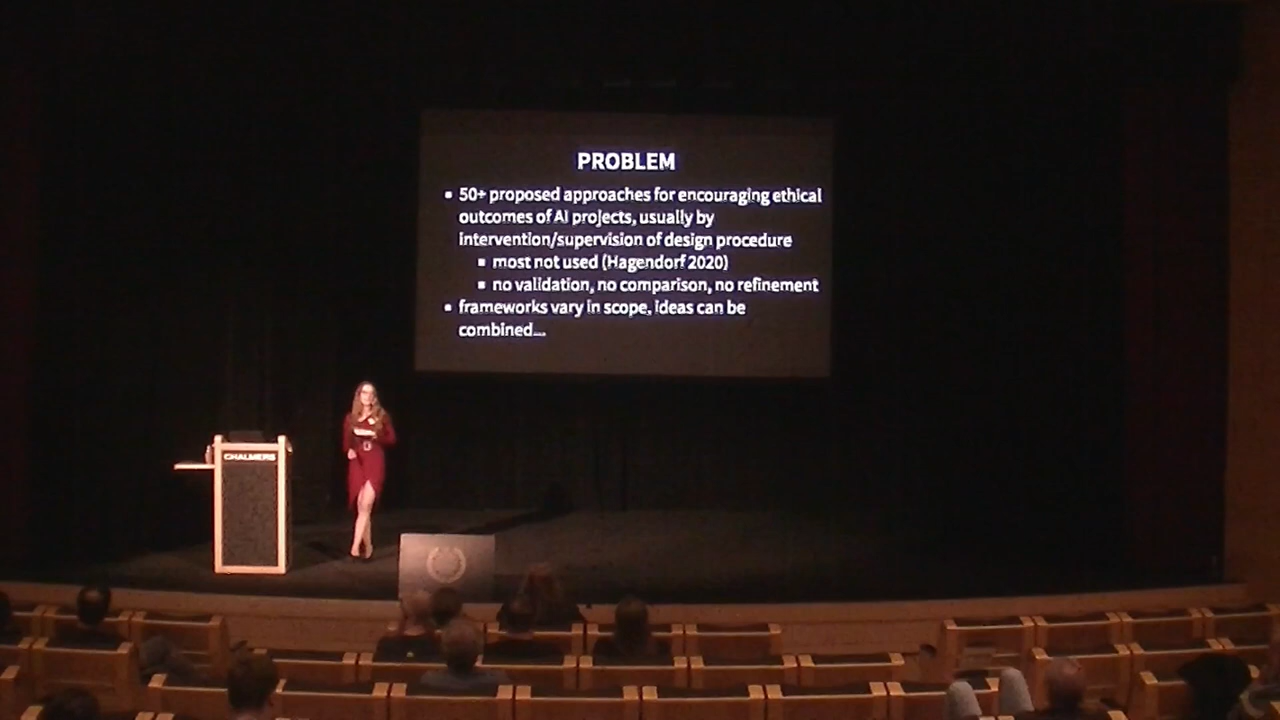 PROBLEM
50+ proposed approaches for encouraging ethical
outcomes of AI projects, usually by
intervention/supervision of design procedure
most not used (Hagendorf 2020)
no validation, no comparison, no refinement
frameworks vary in scope, ideas can be
combined...
CHALMERS